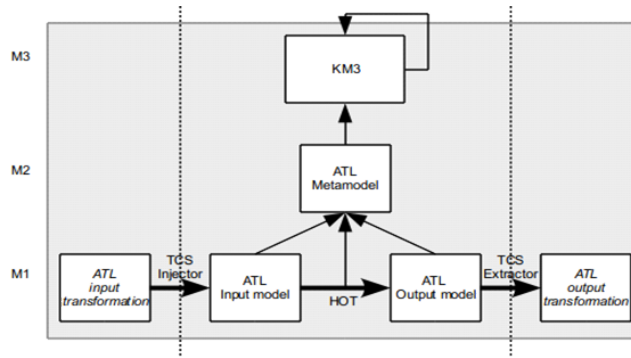 M3
KM3
M2
ATL
Metamodel
M1
ATL
input
transformation
TCS
Injector
ATL
Input model
HOT
ATL
Output model
TCS
Extractor
ATL
output
transformation